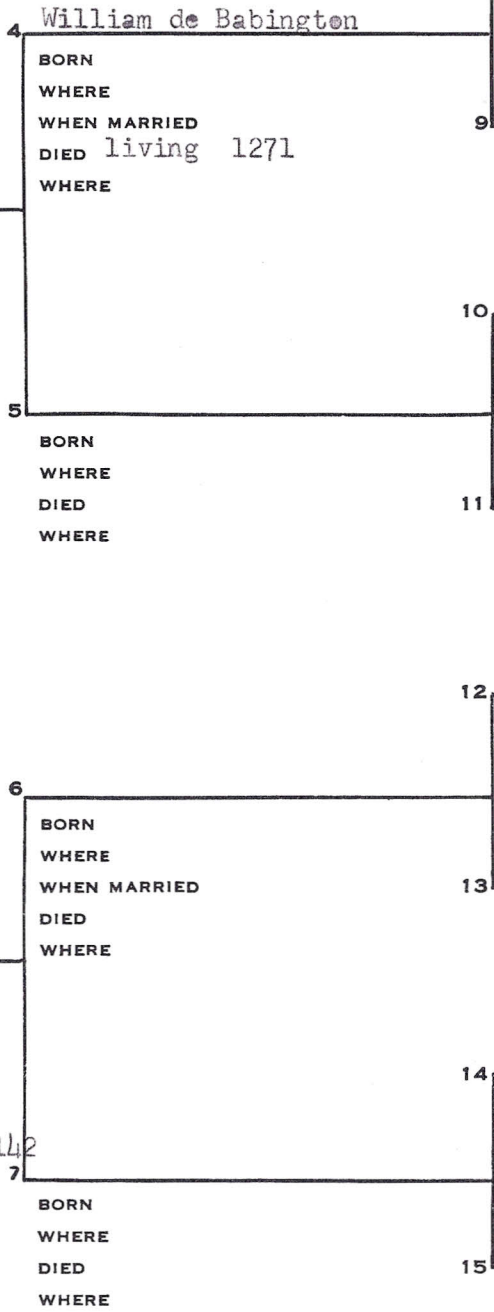 William de Babington
4
BORN
WHERE
WHEN MARRIED
9
DIED living 1271
WHERE
10
5
BORN
WHERE
DIED
11
WHERE
12
6
BORN
WHERE
WHEN MARRIED
13
DIED
WHERE
14
142
7
BORN
WHERE
DIED
15
WHERE